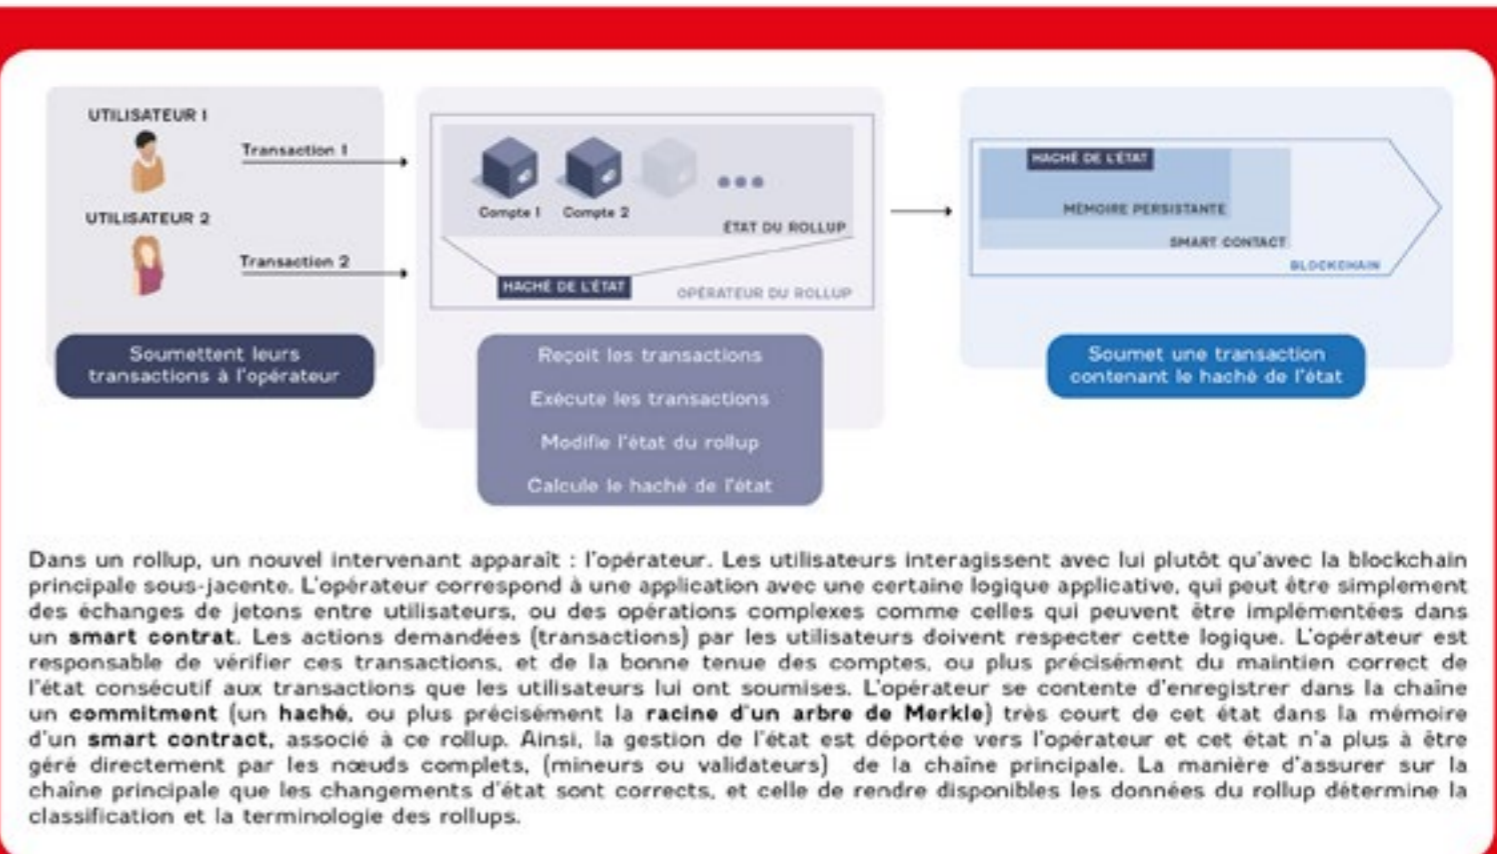 UTILISATEUR 1
Transaction 1
UTILISATEUR 2
Transaction 2
Soumettent leurs
transactions à l'opérateur
Compte 1 Compte 2
ÉTAT DU ROLLUP
HACHÉ DE L'ÉTAT
OPÉRATEUR DU ROLLUP
Reçoit les transactions
Exécute les transactions
Modifie l'état du rollup
Calcule le haché de l'état
HACHÉ DE L'ÉTAT
MÉMOIRE PERSISTANTE
SMART CONTACT
BLOCKCHAIN
Soumet une transaction
contenant le haché de l'état
Dans un rollup, un nouvel intervenant apparaît : l'opérateur. Les utilisateurs interagissent avec lui plutôt qu'avec la blockchain
principale sous-jacente. L'opérateur correspond à une application avec une certaine logique applicative, qui peut être simplement
des échanges de jetons entre utilisateurs, ou des opérations complexes comme celles qui peuvent être implémentées dans
un smart contrat. Les actions demandées (transactions) par les utilisateurs doivent respecter cette logique. L'opérateur est
responsable de vérifier ces transactions, et de la bonne tenue des comptes, ou plus précisément du maintien correct de
l'état consécutif aux transactions que les utilisateurs lui ont soumises. L'opérateur se contente d'enregistrer dans la chaîne
un commitment (un haché, ou plus précisément la racine d'un arbre de Merkle) très court de cet état dans la mémoire
d'un smart contract, associé à ce rollup. Ainsi, la gestion de l'état est déportée vers l'opérateur et cet état n'a plus à être
géré directement par les nœuds complets, (mineurs ou validateurs) de la chaîne principale. La manière d'assurer sur la
chaîne principale que les changements d'état sont corrects, et celle de rendre disponibles les données du rollup détermine la
classification et la terminologie des rollups.